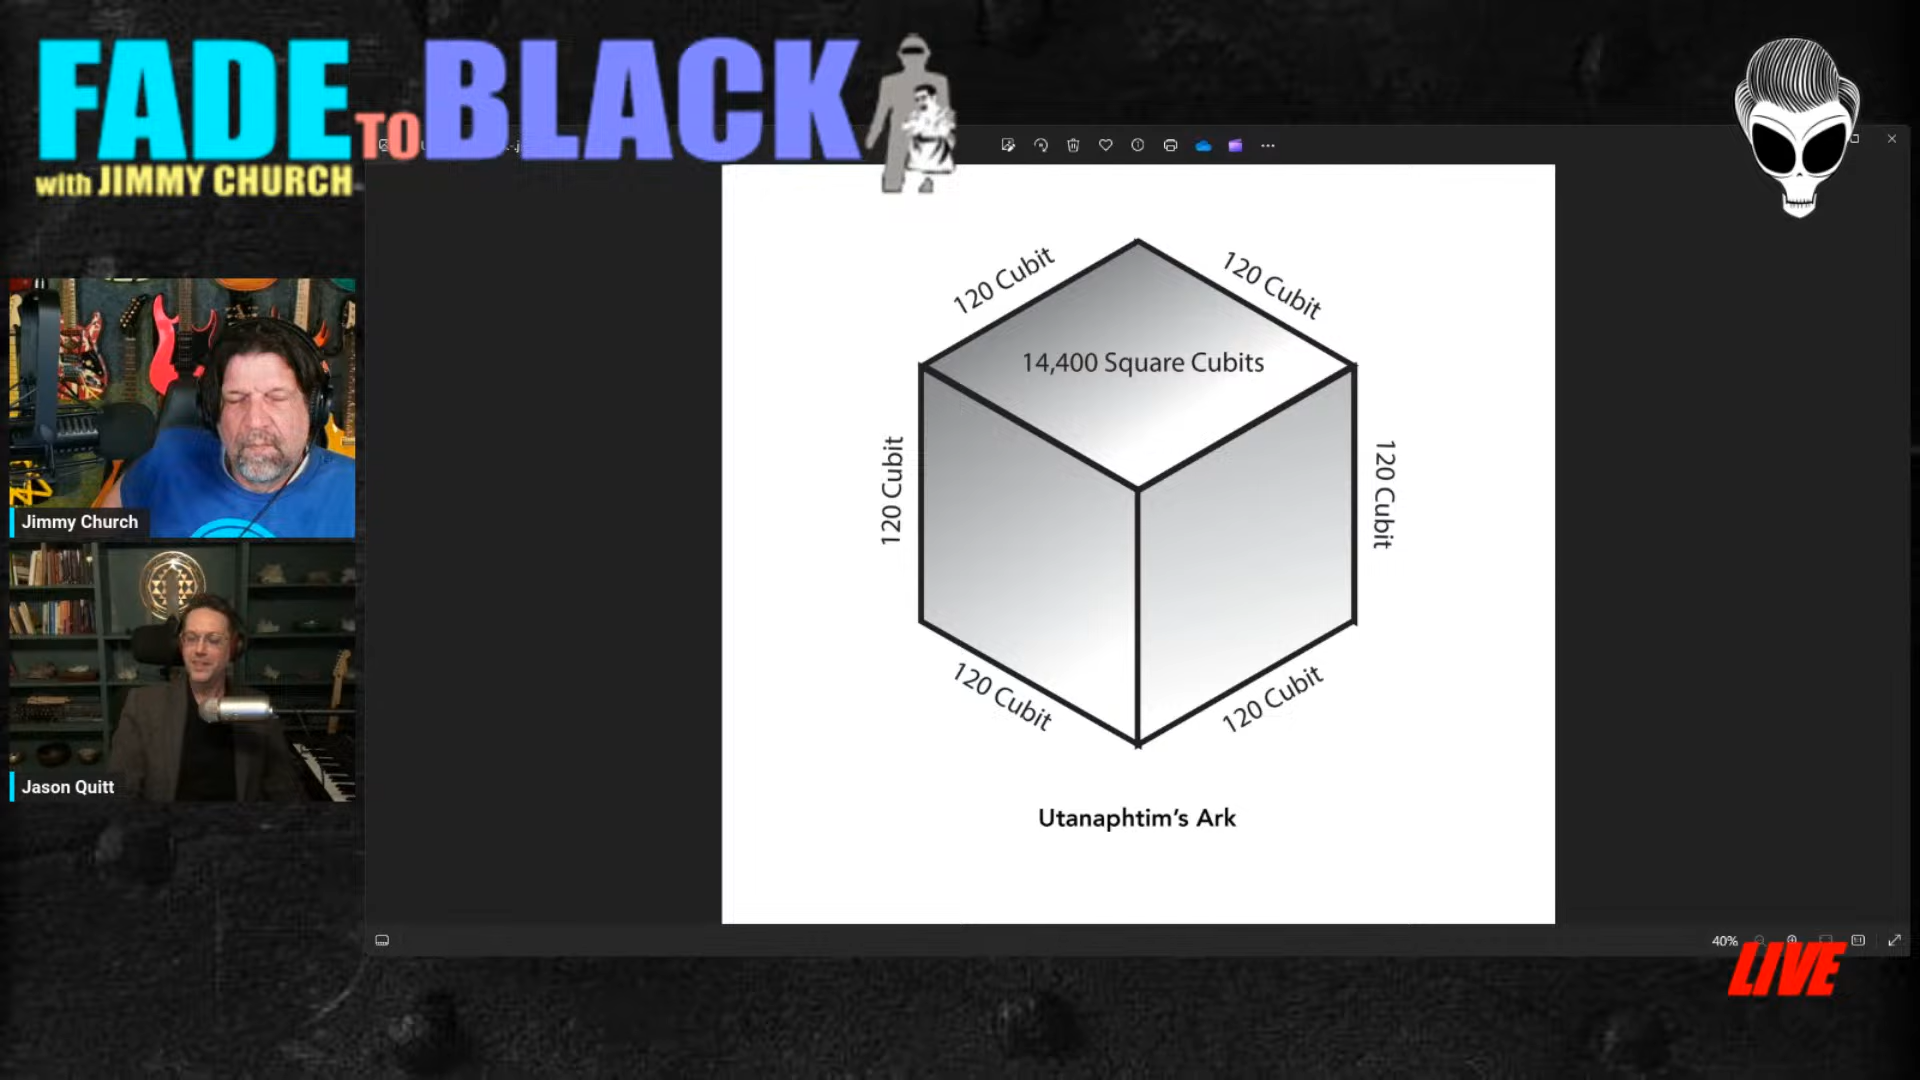 FADE TO BLACK
with JIMMY CHURCH
120 Cubit
120 Cubit
14,400 Square Cubits
120 Cubit
120 Cubit
120 Cubit
120 Cubit
Utanaphtim's Ark
Jimmy Church
Jason Quitt
40%
LIVE